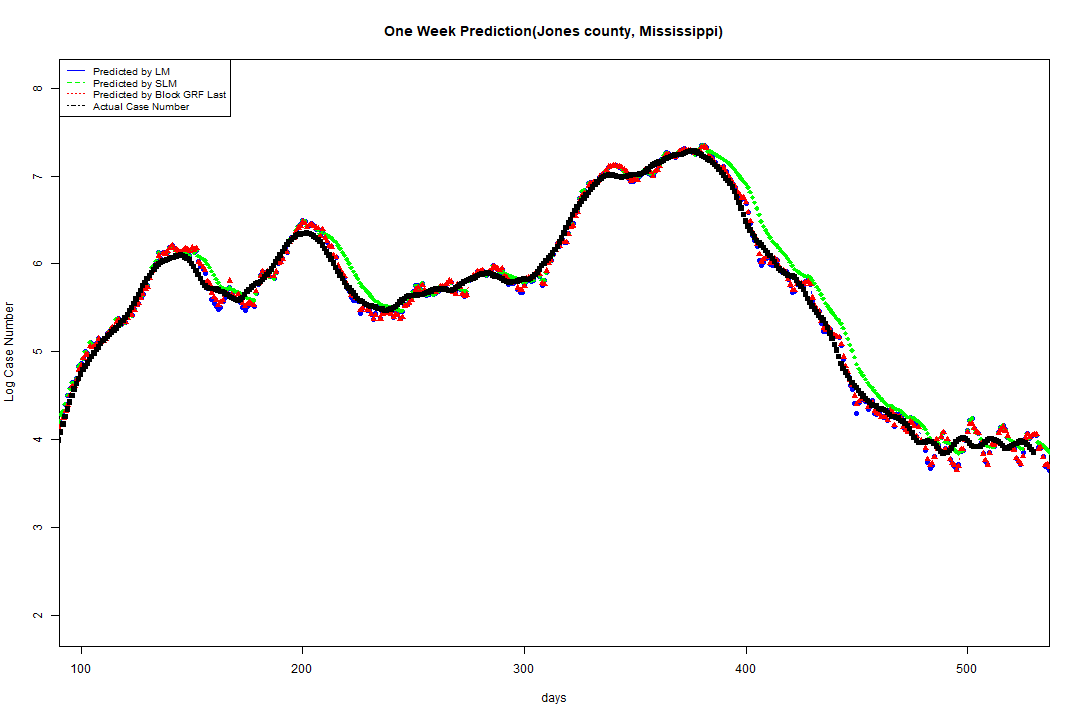 One Week Prediction(Jones county, Mississippi)
Predicted by LM
Predicted by SLM
Predicted by Block GRF Last
Actual Case Number
8
7
6
5
4
3
2
Log Case Number
100 200 300 400 500
days